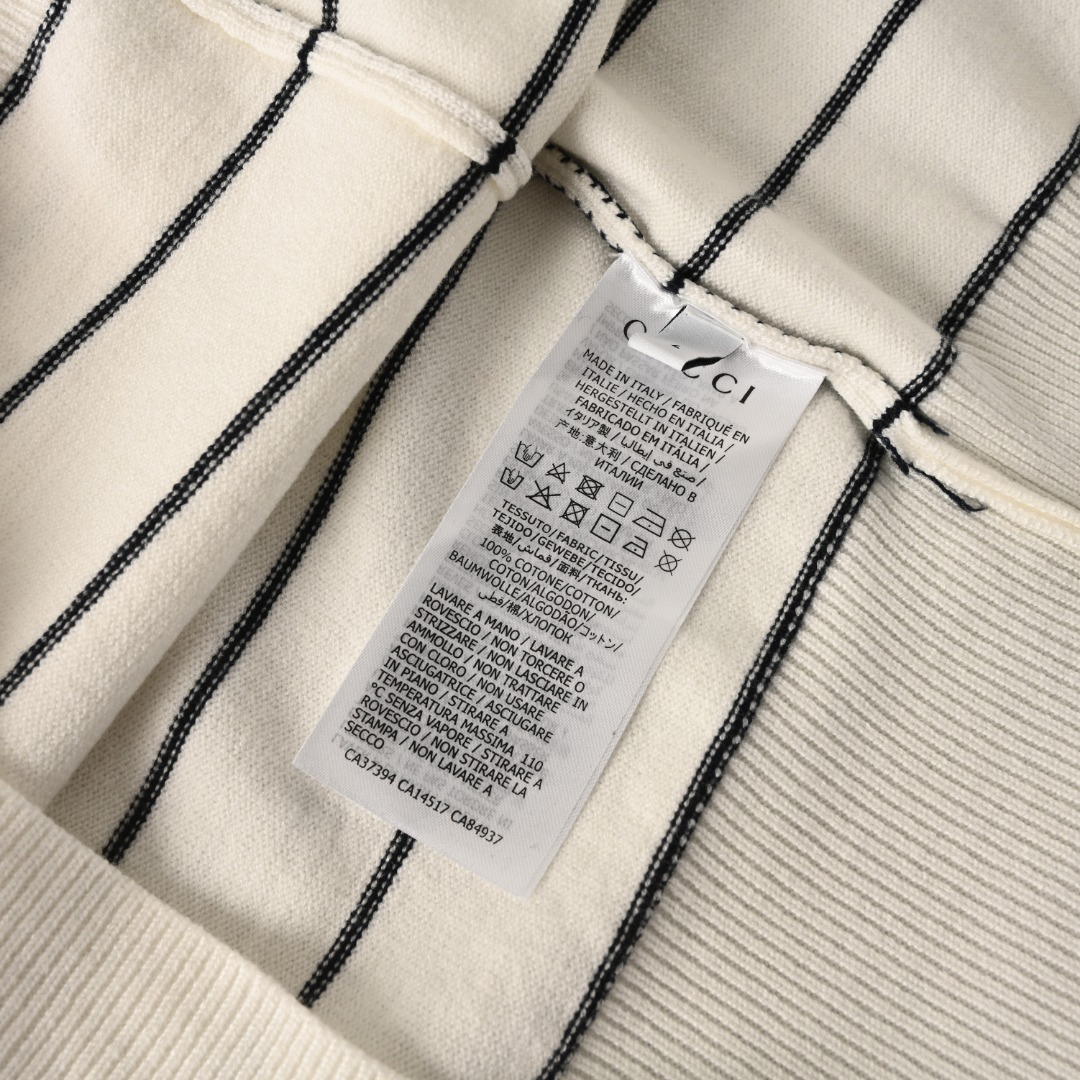 MADE IN ITALY / FABRIQUÉ EN
ITALIE / HECHO EN ITALIA /
HERGESTELLT IN ITALIEN /
FABRICADO EM ITÁLIA /
イタリア製 / صنع في إيطاليا /
产地:意大利 / СДЕЛАНО В
ИТАЛИИ
TESSUTO/FABRIC/TISSU/
TEJIDO/GEWEBE/TECIDO/
表地/قماش/面料/ТКАНЬ:
100% COTONE/COTTON/
COTON/ALGODON/
BAUMWOLLE/ALGODÃO/コットン/
قطن/棉/ХЛОПОК
LAVARE A MANO / LAVARE A
ROVESCIO / NON TORCERE O
STRIZZARE / NON LASCIARE IN
AMMOLLO / NON TRATTARE
CON CLORO / NON USARE
ASCIUGATRICE / ASCIUGARE
IN PIANO / STIRARE A
TEMPERATURA MASSIMA 110
°C SENZA VAPORE / STIRARE A
ROVESCIO / NON STIRARE LA
STAMPA / NON LAVARE A
SECCO
CA37394 CA14517 CA84937